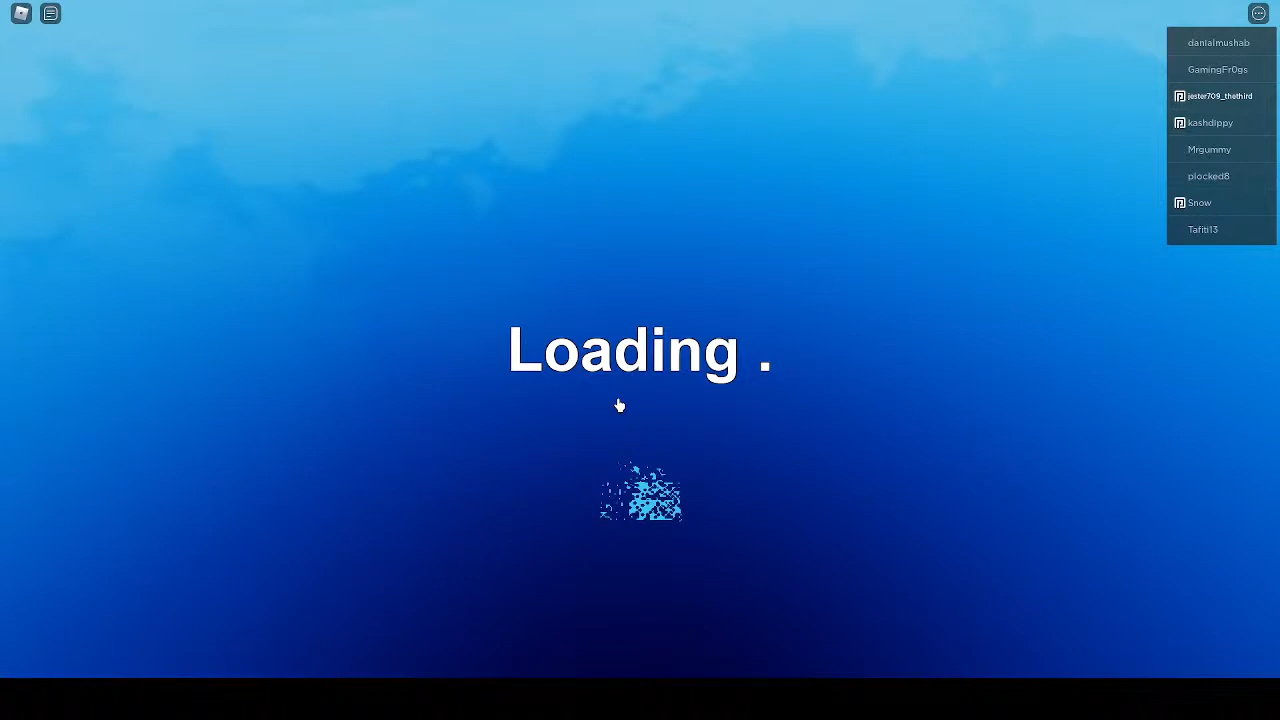 danialmushab
GamingFr0gs
jester709_thethird
kashdippy
Mrgummy
plocked8
Snow
Tafiti13
Loading .